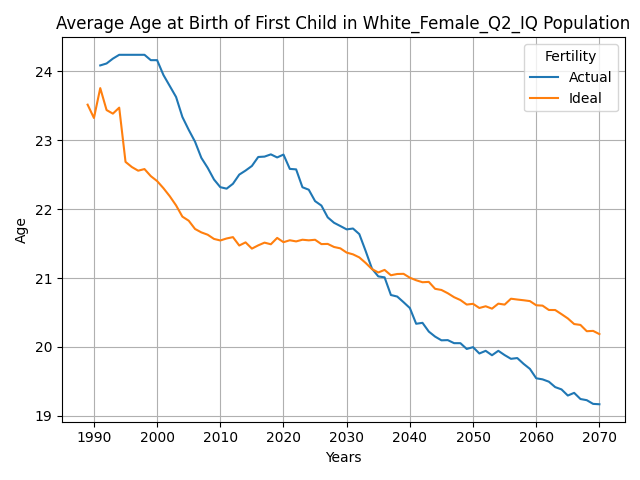 Average Age at Birth of First Child in White_Female_Q2_IQ Population
Fertility
Actual
Ideal
Age
24
23
22
21
20
19
1990 2000 2010 2020 2030 2040 2050 2060 2070
Years